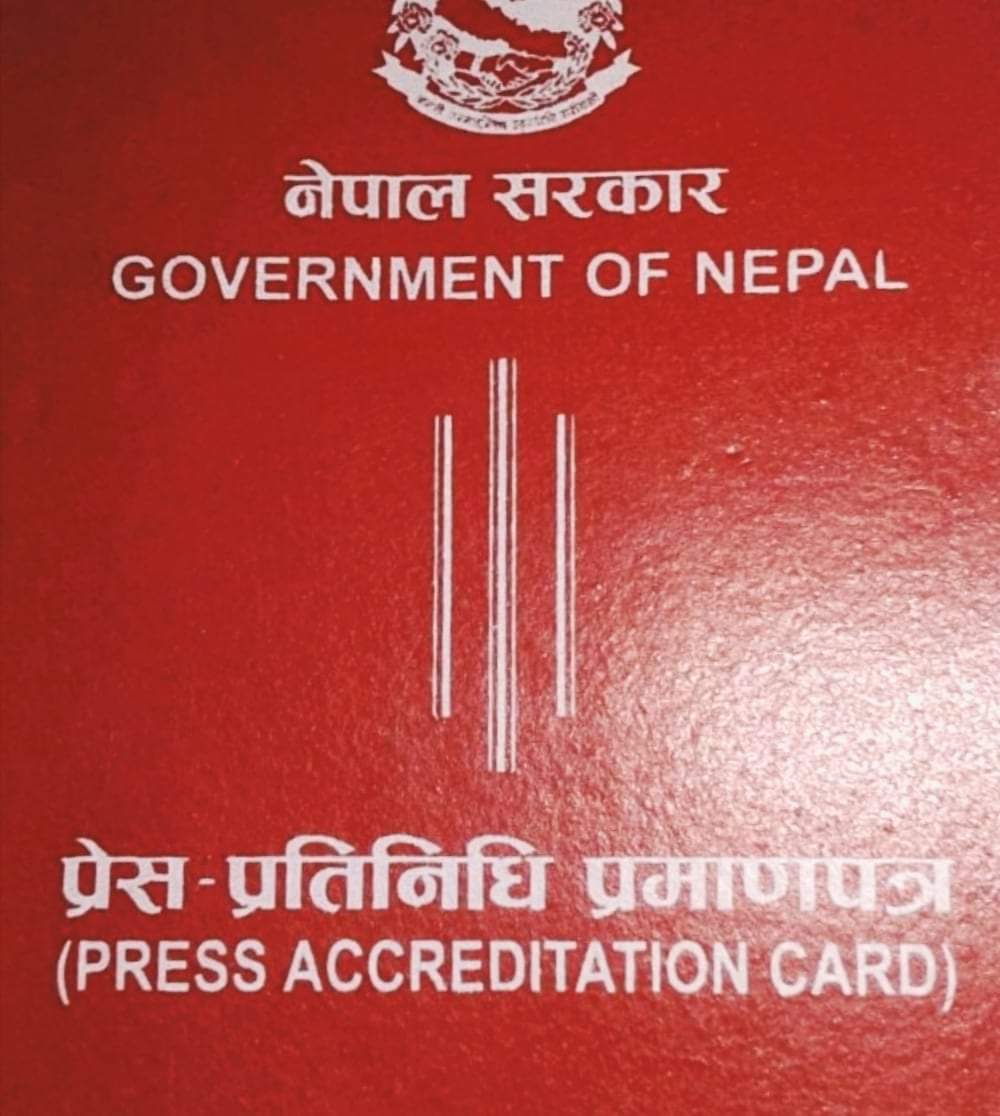 नेपाल सरकार
GOVERNMENT OF NEPAL
प्रेस-प्रतिनिधि प्रमाणपत्र
(PRESS ACCREDITATION CARD)